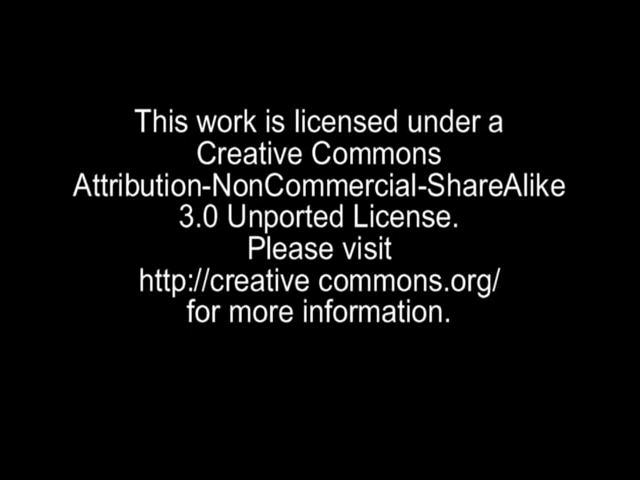 This work is licensed under a
Creative Commons
Attribution-NonCommercial-ShareAlike
3.0 Unported License.
Please visit
http://creative commons.org/
for more information.